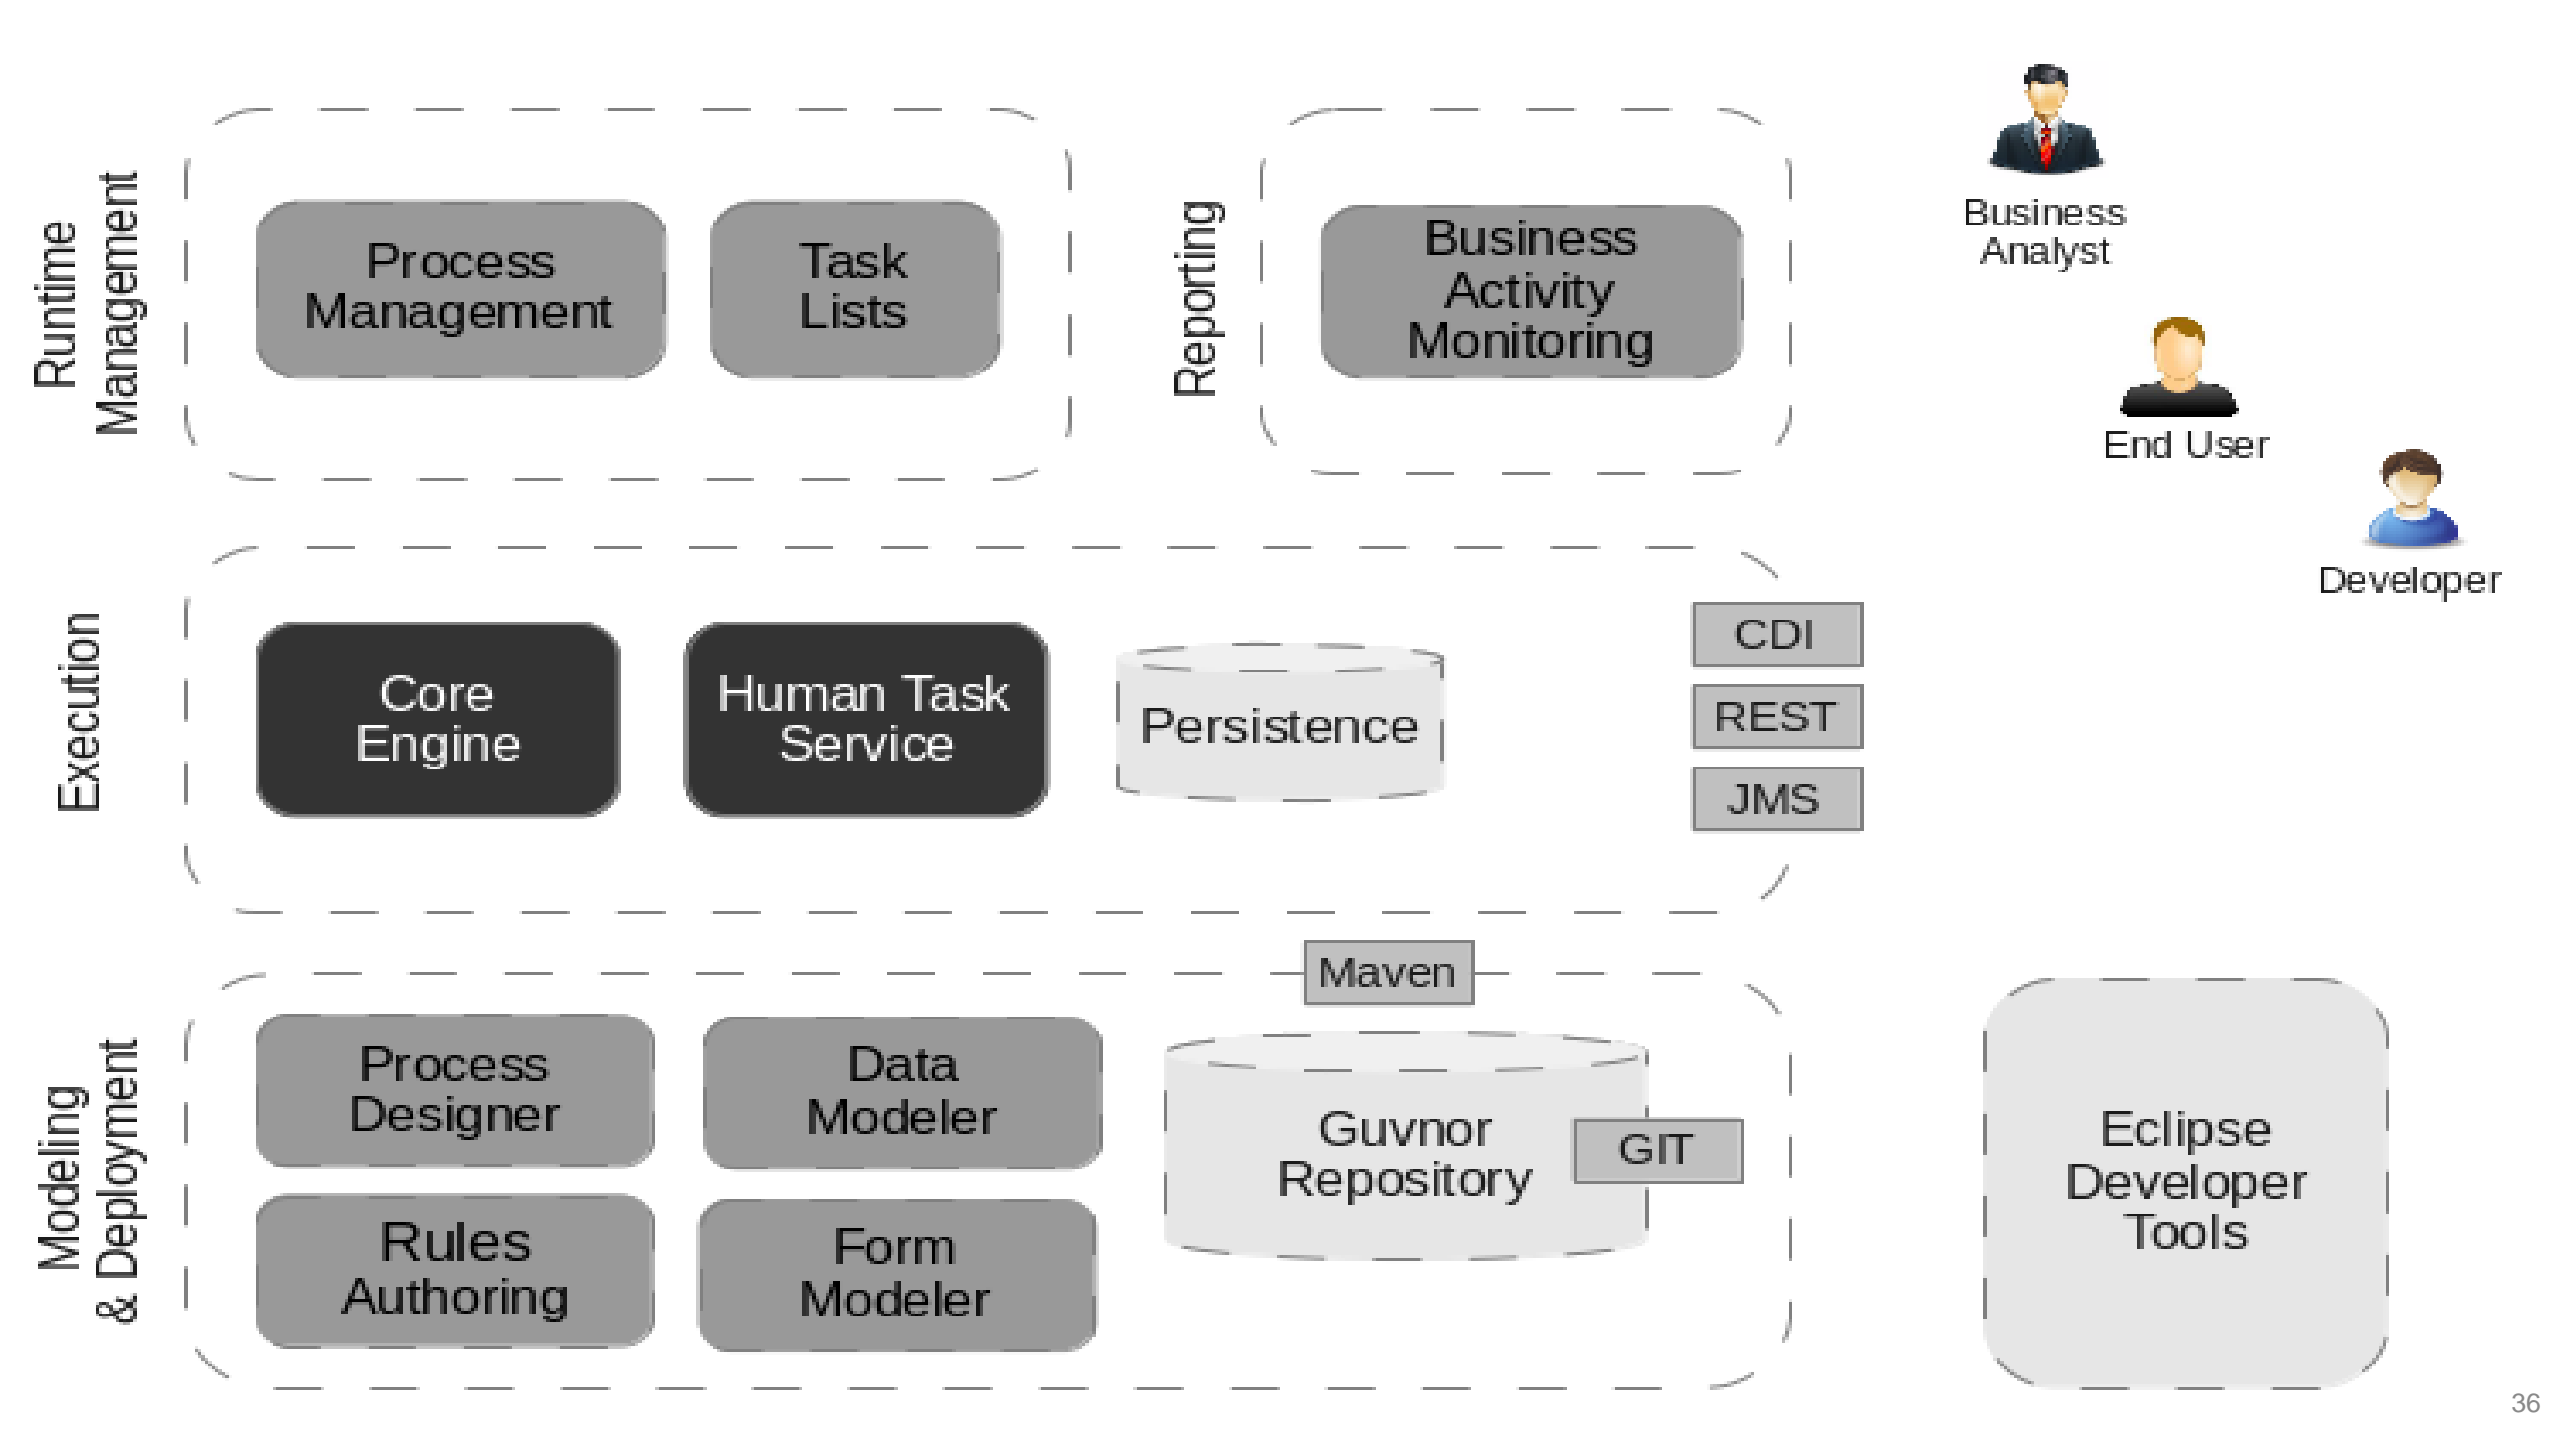 Runtime
Management
Process
Management
Task
Lists
Reporting
Business
Activity
Monitoring
Business
Analyst
End User
Developer
Execution
Core
Engine
Human Task
Service
Persistence
CDI
REST
JMS
Maven
Modeling
& Deployment
Process
Designer
Data
Modeler
Rules
Authoring
Form
Modeler
Guvnor
Repository
GIT
Eclipse
Developer
Tools
36